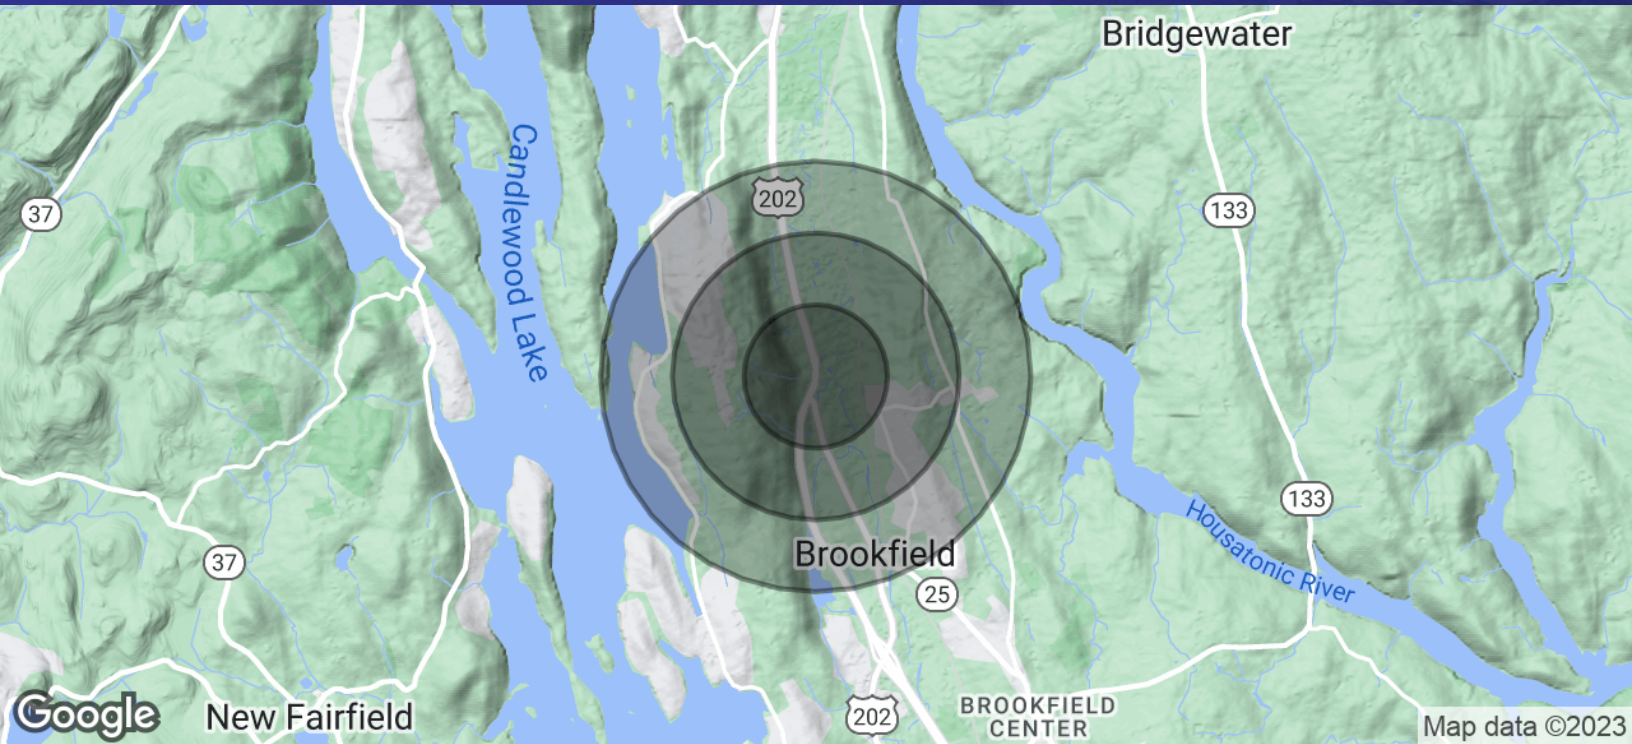 Bridgewater
Candlewood Lake
202
37
133
133
Housatonic River
Brookfield
37
25
BROOKFIELD
CENTER
202
New Fairfield
Google
Map data ©2023